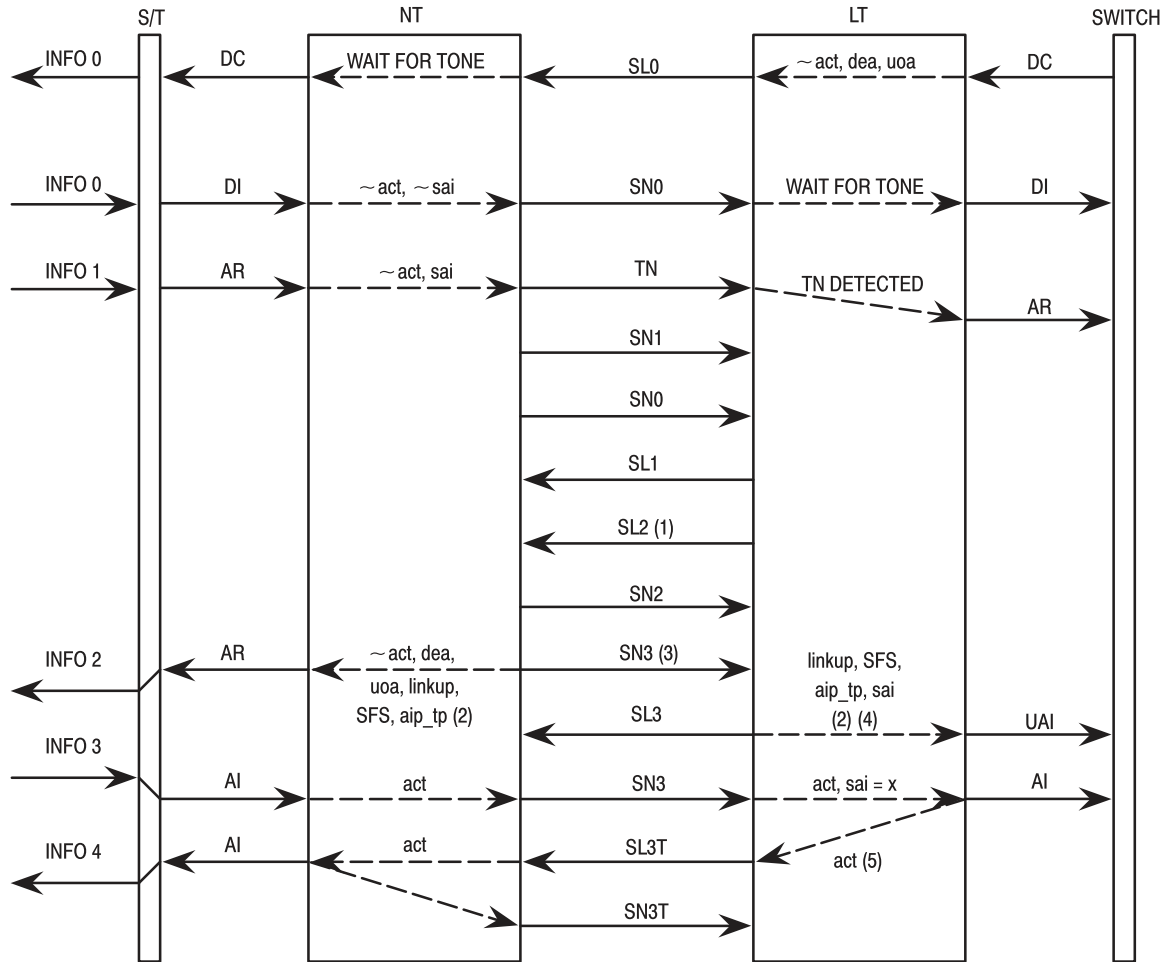 S/T
NT
LT
SWITCH
INFO 0
DC
WAIT FOR TONE
SL0
~act, dea, uoa
DC
INFO 0
DI
~act, ~sai
SN0
WAIT FOR TONE
DI
INFO 1
AR
~act, sai
TN
TN DETECTED
AR
SN1
SN0
SL1
SL2 (1)
SN2
INFO 2
AR
~act, dea,
uoa, linkup,
SFS, aip_tp (2)
SN3 (3)
linkup, SFS,
aip_tp, sai
(2) (4)
SL3
UAI
INFO 3
AI
act
SN3
act, sai = x
AI
INFO 4
AI
act
SL3T
act (5)
SN3T